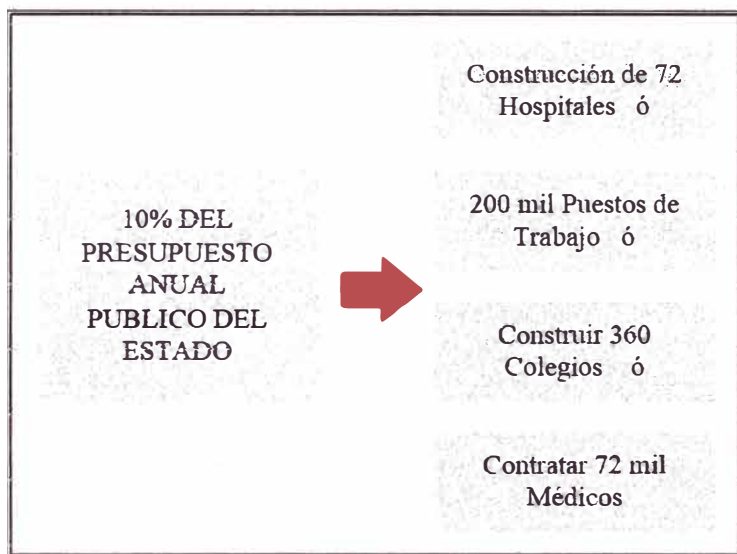 10% DEL
PRESUPUESTO
ANUAL
PUBLICO DEL
ESTADO
Construcción de 72
Hospitales ó
200 mil Puestos de
Trabajo ó
Construir 360
Colegios ó
Contratar 72 mil
Médicos